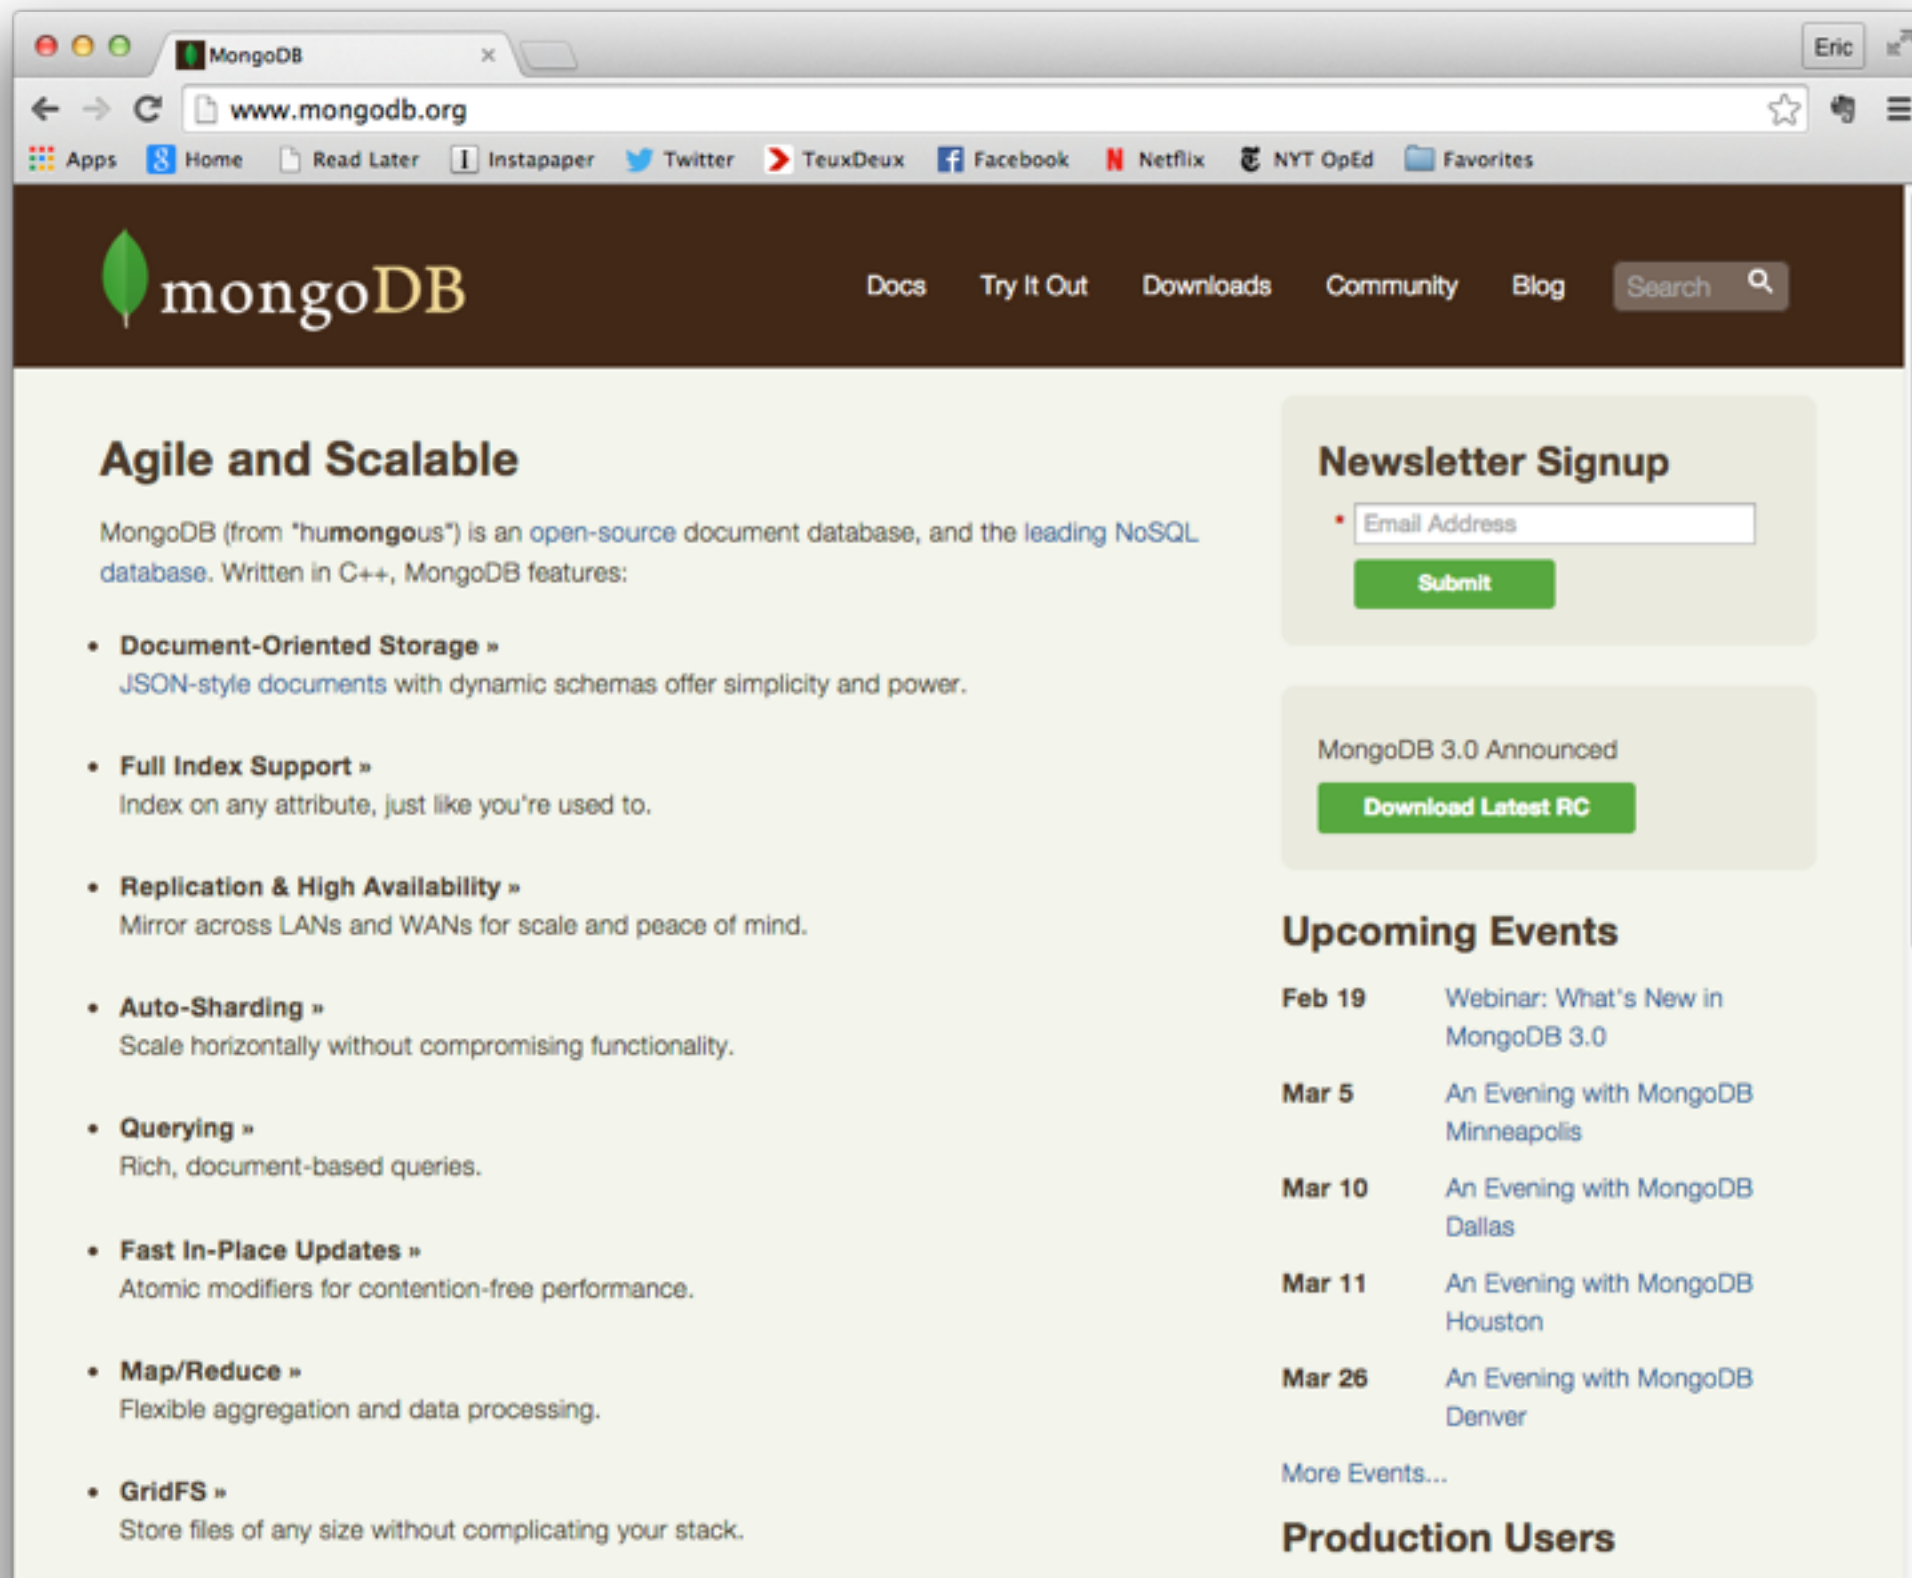 MongoDB
Eric
www.mongodb.org
Apps Home Read Later Instapaper Twitter TeuxDeux Facebook Netflix NYT OpEd Favorites
mongoDB
Docs Try It Out Downloads Community Blog Search
Agile and Scalable
MongoDB (from "humongous") is an open-source document database, and the leading NoSQL
database. Written in C++, MongoDB features:
• Document-Oriented Storage »
JSON-style documents with dynamic schemas offer simplicity and power.
• Full Index Support »
Index on any attribute, just like you're used to.
• Replication & High Availability »
Mirror across LANs and WANs for scale and peace of mind.
• Auto-Sharding »
Scale horizontally without compromising functionality.
• Querying »
Rich, document-based queries.
• Fast In-Place Updates »
Atomic modifiers for contention-free performance.
• Map/Reduce »
Flexible aggregation and data processing.
• GridFS »
Store files of any size without complicating your stack.
Newsletter Signup
* Email Address
Submit
MongoDB 3.0 Announced
Download Latest RC
Upcoming Events
Feb 19 Webinar: What's New in
MongoDB 3.0
Mar 5 An Evening with MongoDB
Minneapolis
Mar 10 An Evening with MongoDB
Dallas
Mar 11 An Evening with MongoDB
Houston
Mar 26 An Evening with MongoDB
Denver
More Events...
Production Users